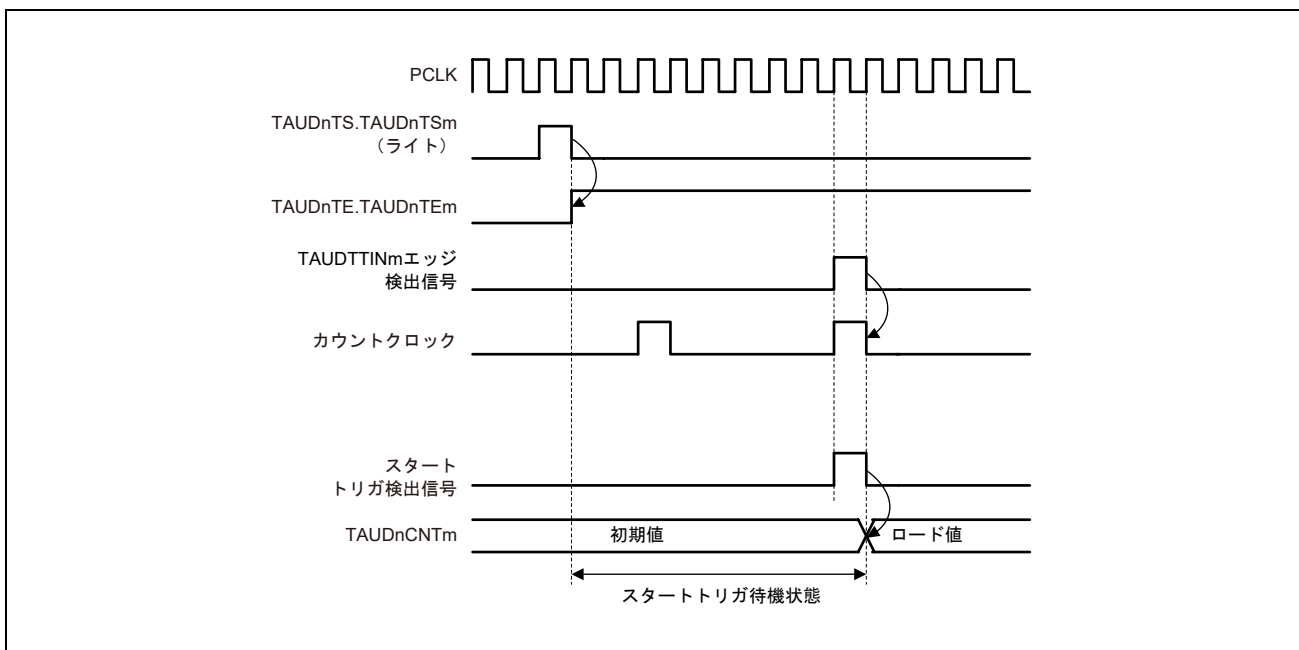 PCLK
TAUDnTS.TAUDnTSm
（ライト）
TAUDnTE.TAUDnTEm
TAUDTTINmエッジ
検出信号
カウントクロック
スタート
トリガ検出信号
TAUDnCNTm
初期値
ロード値
スタートトリガ待機状態